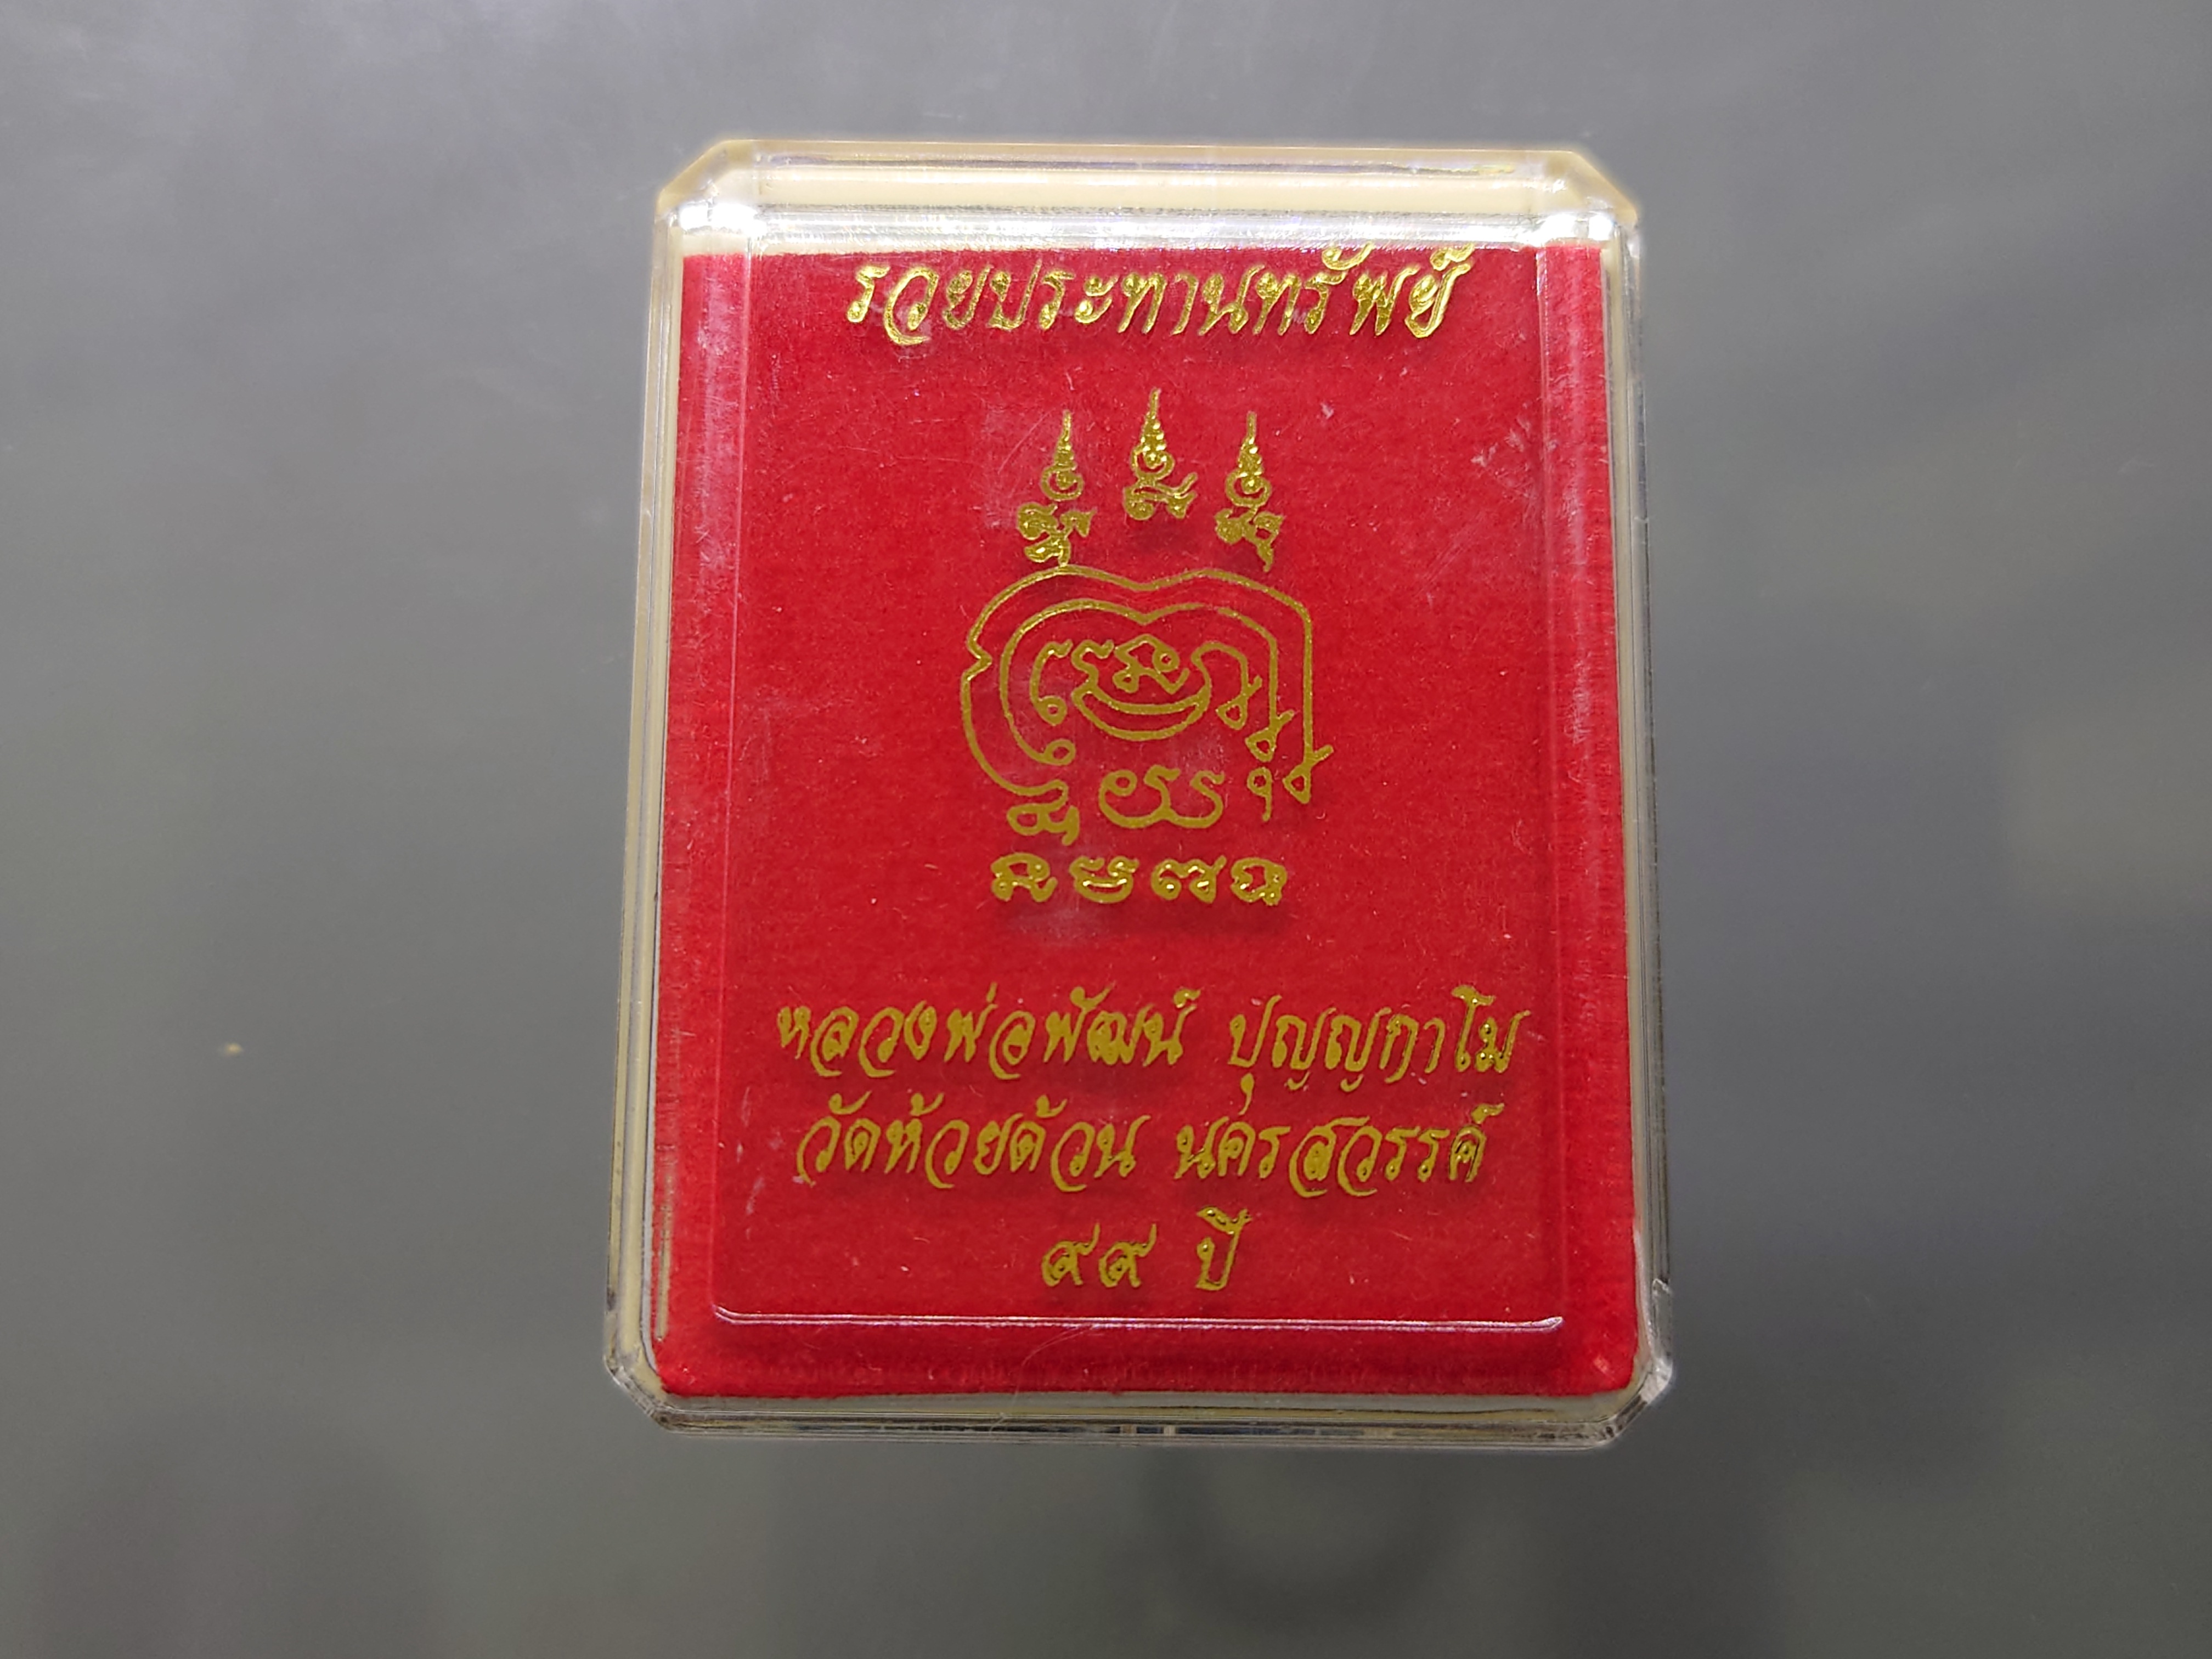 รวยประทานทรัพย์
หลวงพ่อพัฒน์ ปุญญกาโม
วัดห้วยด้วน นครสวรรค์
๙๙ ปี